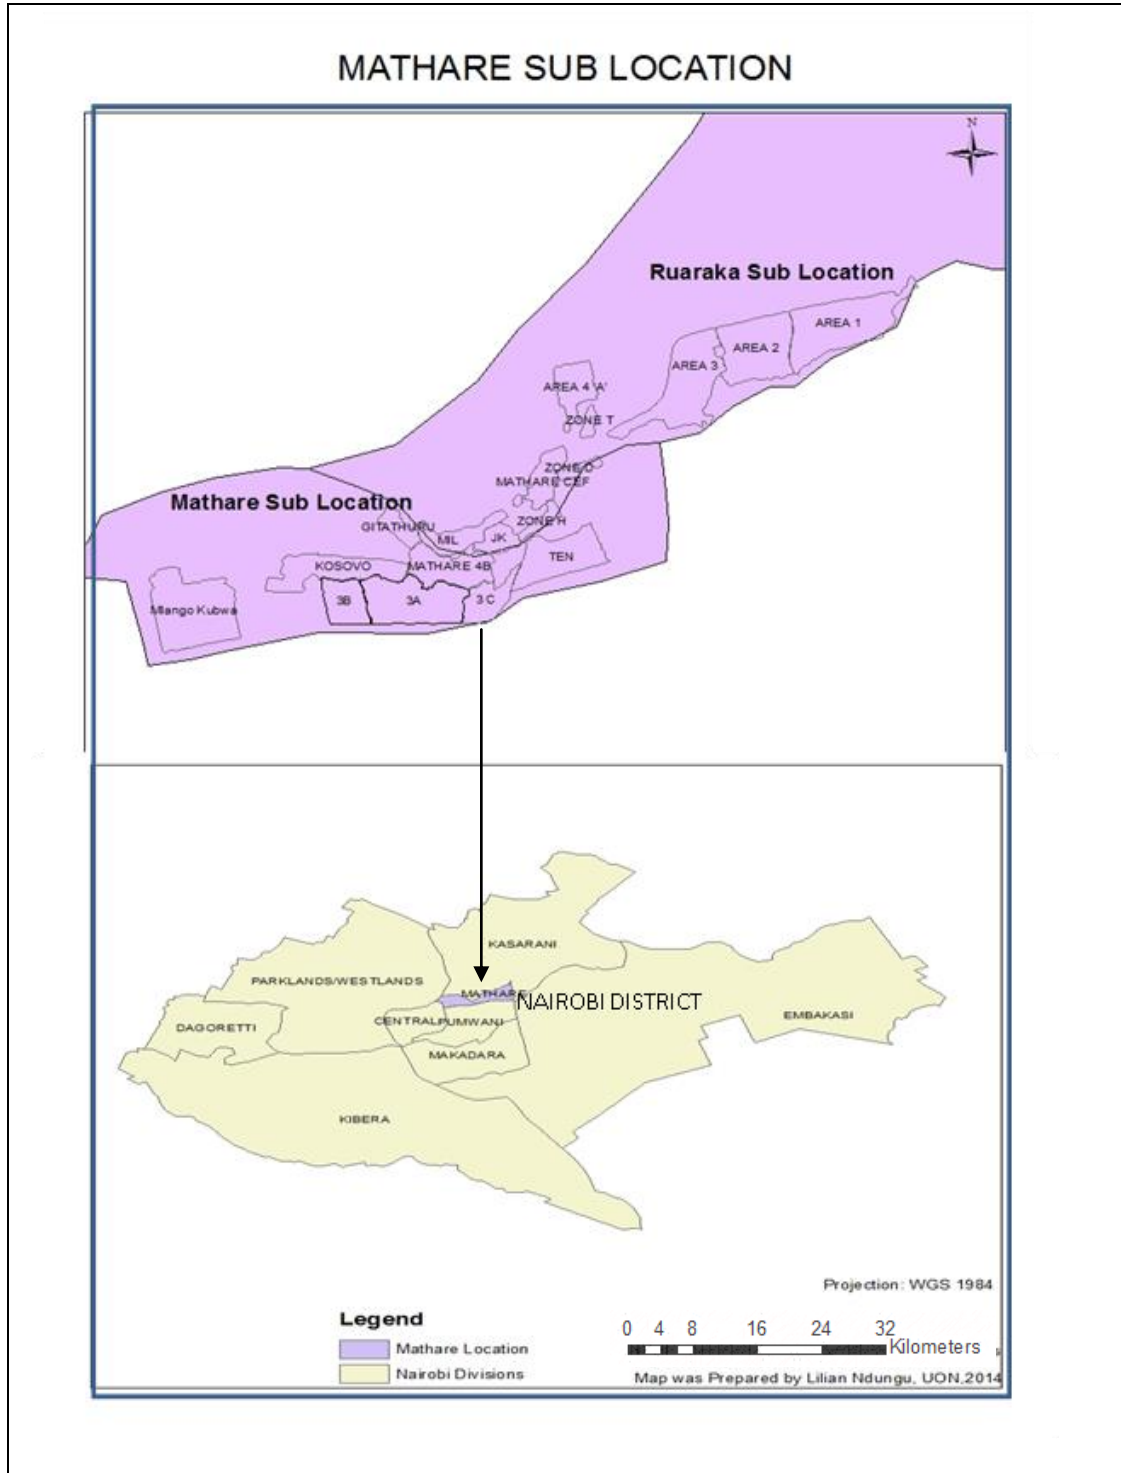 MATHARE SUB LOCATION
N
Ruaraka Sub Location
AREA 1
AREA 2
AREA 3
AREA 4 'A'
ZONE T
ZONE D
MATHARE CEF
Mathare Sub Location
ZONE H
GITATHURU
MIL
JK
TEN
KOSOVO
MATHARE 4B
3B
3A
3 C
Mlango Kubwa
KASARANI
PARKLANDS/WESTLANDS
MATHARE
NAIROBI DISTRICT
EMBAKASI
DAGORETTI
CENTRAL
PUMWANI
MAKADARA
KIBERA
Projection: WGS 1984
Legend
Mathare Location
Nairobi Divisions
0 4 8 16 24 32
Kilometers
Map was Prepared by Lilian Ndungu, UON,2014